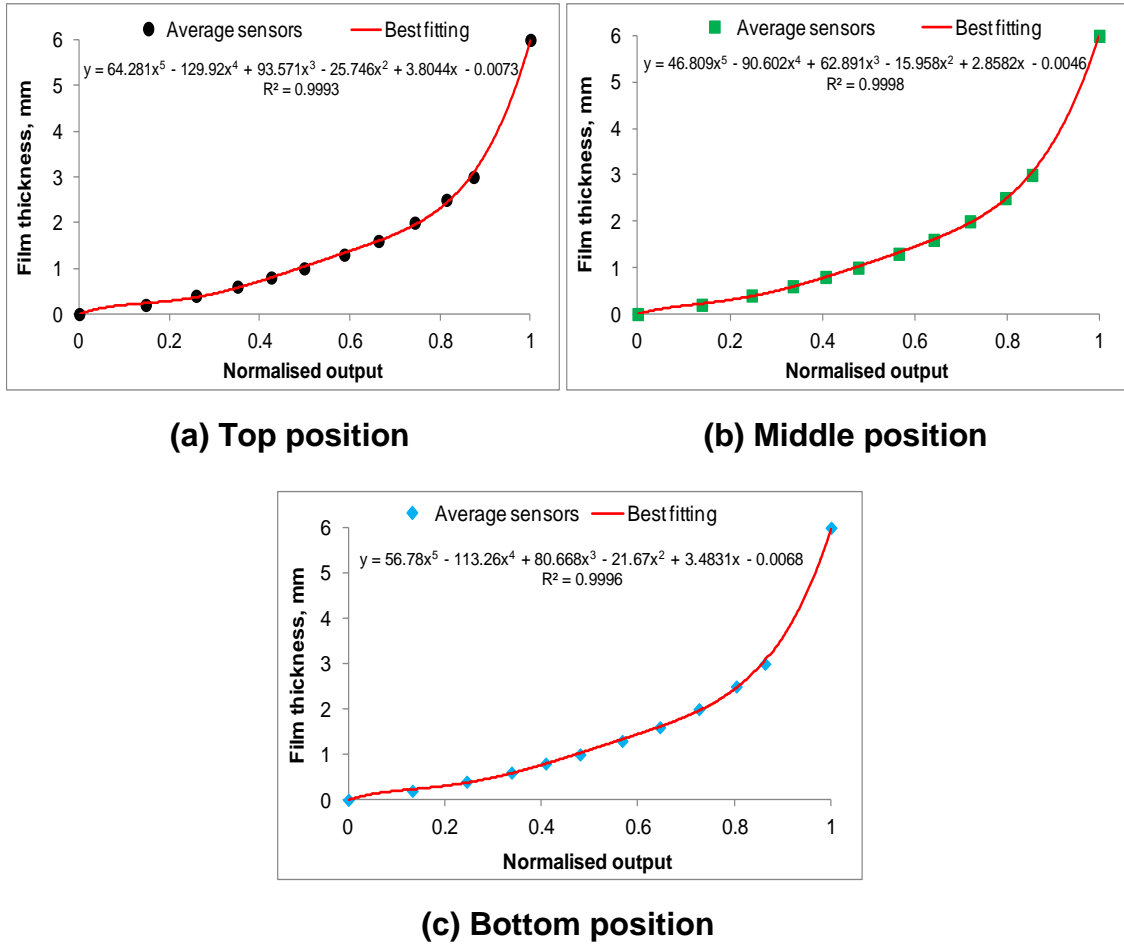 Average sensors Best fitting
y = 64.281x⁵ - 129.92x⁴ + 93.571x³ - 25.746x² + 3.8044x - 0.0073
R² = 0.9993
Film thickness, mm
6
5
4
3
2
1
0
0 0.2 0.4 0.6 0.8 1
Normalised output
(a) Top position
Average sensors Best fitting
y = 46.809x⁵ - 90.602x⁴ + 62.891x³ - 15.958x² + 2.8582x - 0.0046
R² = 0.9998
Film thickness, mm
6
5
4
3
2
1
0
0 0.2 0.4 0.6 0.8 1
Normalised output
(b) Middle position
Average sensors Best fitting
y = 56.78x⁵ - 113.26x⁴ + 80.668x³ - 21.67x² + 3.4831x - 0.0068
R² = 0.9996
Film thickness, mm
6
5
4
3
2
1
0
0 0.2 0.4 0.6 0.8 1
Normalised output
(c) Bottom position